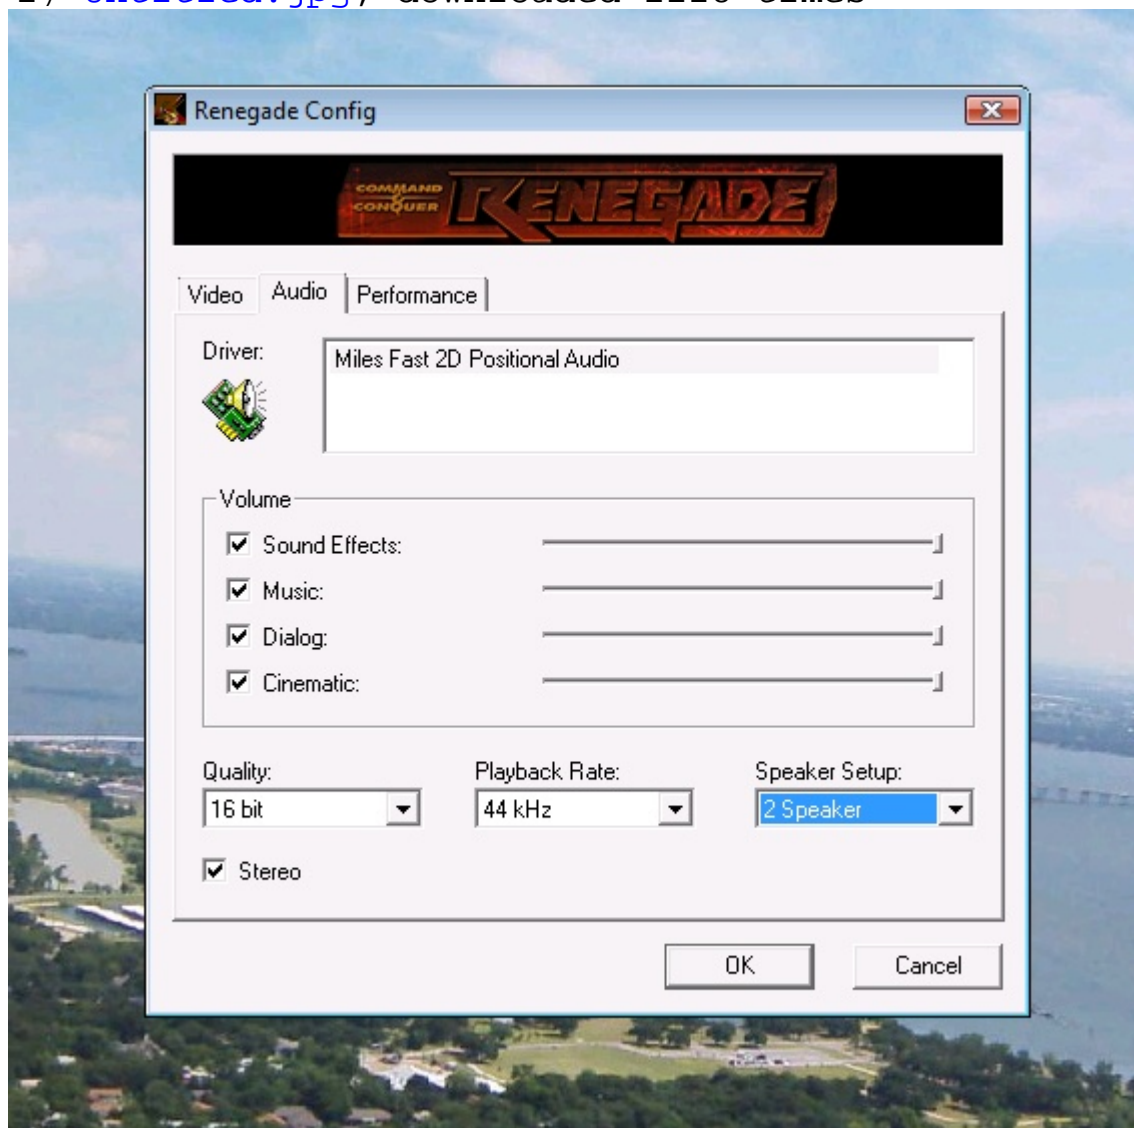 Renegade Config
COMMAND & CONQUER RENEGADE
Video Audio Performance
Driver: Miles Fast 2D Positional Audio
Volume
Sound Effects:
Music:
Dialog:
Cinematic:
Quality: Playback Rate: Speaker Setup:
16 bit 44 kHz 2 Speaker
Stereo
OK Cancel